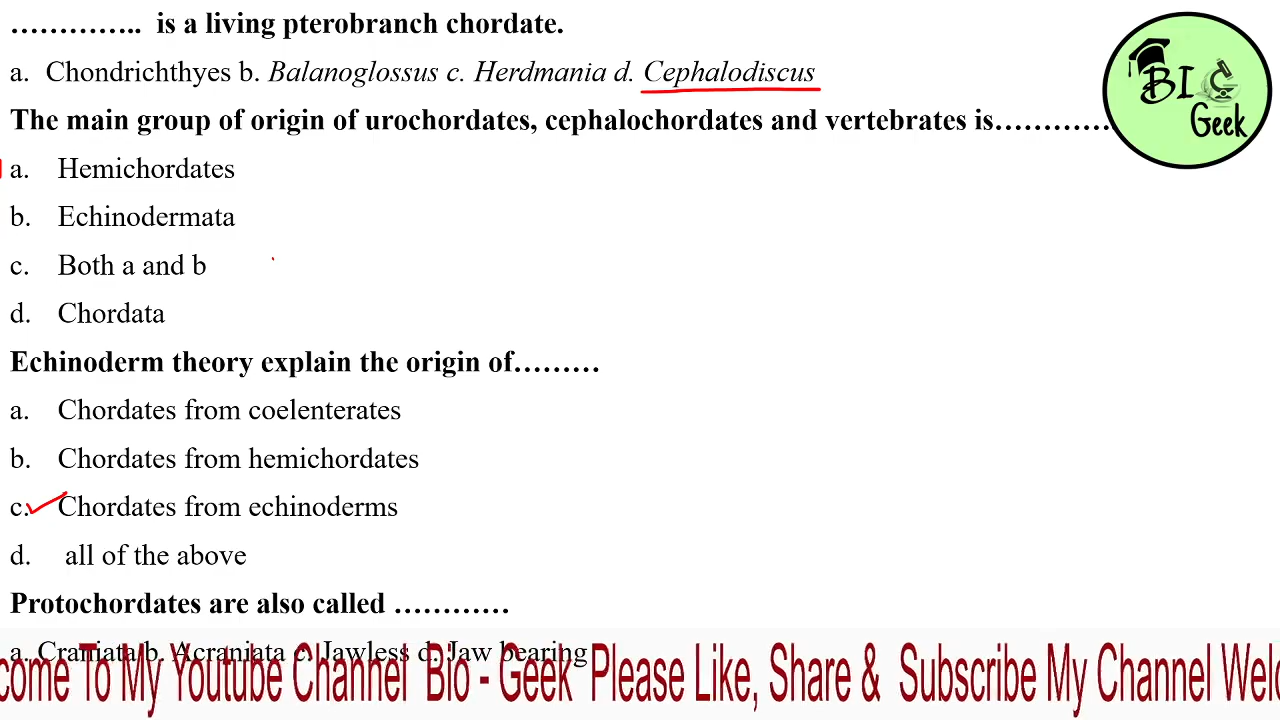 ………….. is a living pterobranch chordate.
a. Chondrichthyes b. Balanoglossus c. Herdmania d. Cephalodiscus
The main group of origin of urochordates, cephalochordates and vertebrates is…………
a. Hemichordates
b. Echinodermata
c. Both a and b
d. Chordata
Echinoderm theory explain the origin of………
a. Chordates from coelenterates
b. Chordates from hemichordates
c. Chordates from echinoderms
d. all of the above
Protochordates are also called …………
a. Craniata b. Acraniata c. Jawless d. Jaw bearing
come To My Youtube Channel Bio - Geek Please Like, Share & Subscribe My Channel Welc
BIO
Geek